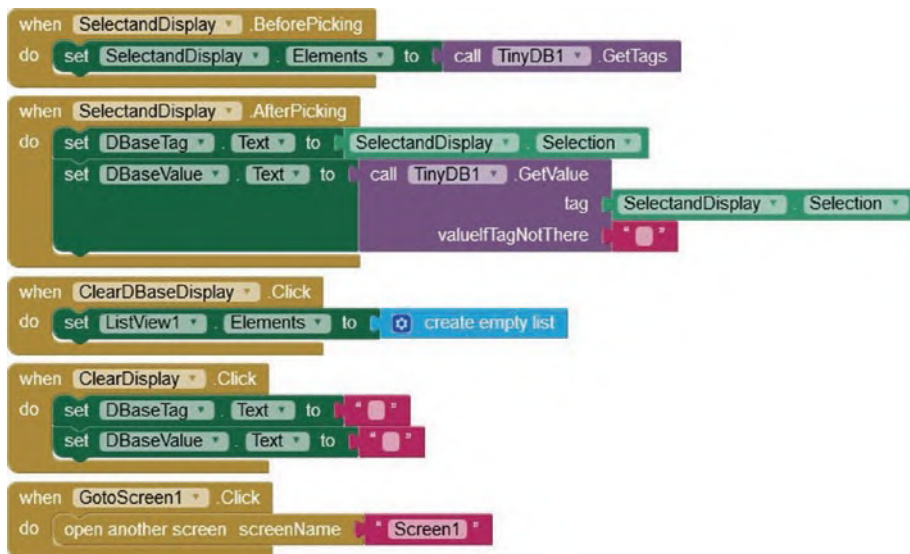 when SelectandDisplay .BeforePicking
do set SelectandDisplay . Elements to call TinyDB1 .GetTags
when SelectandDisplay .AfterPicking
do set DBaseTag . Text to SelectandDisplay . Selection
set DBaseValue . Text to call TinyDB1 .GetValue
tag SelectandDisplay . Selection
valueIfTagNotThere " "
when ClearDBaseDisplay .Click
do set ListView1 . Elements to create empty list
when ClearDisplay .Click
do set DBaseTag . Text to " "
set DBaseValue . Text to " "
when GotoScreen1 .Click
do open another screen screenName " Screen1 "